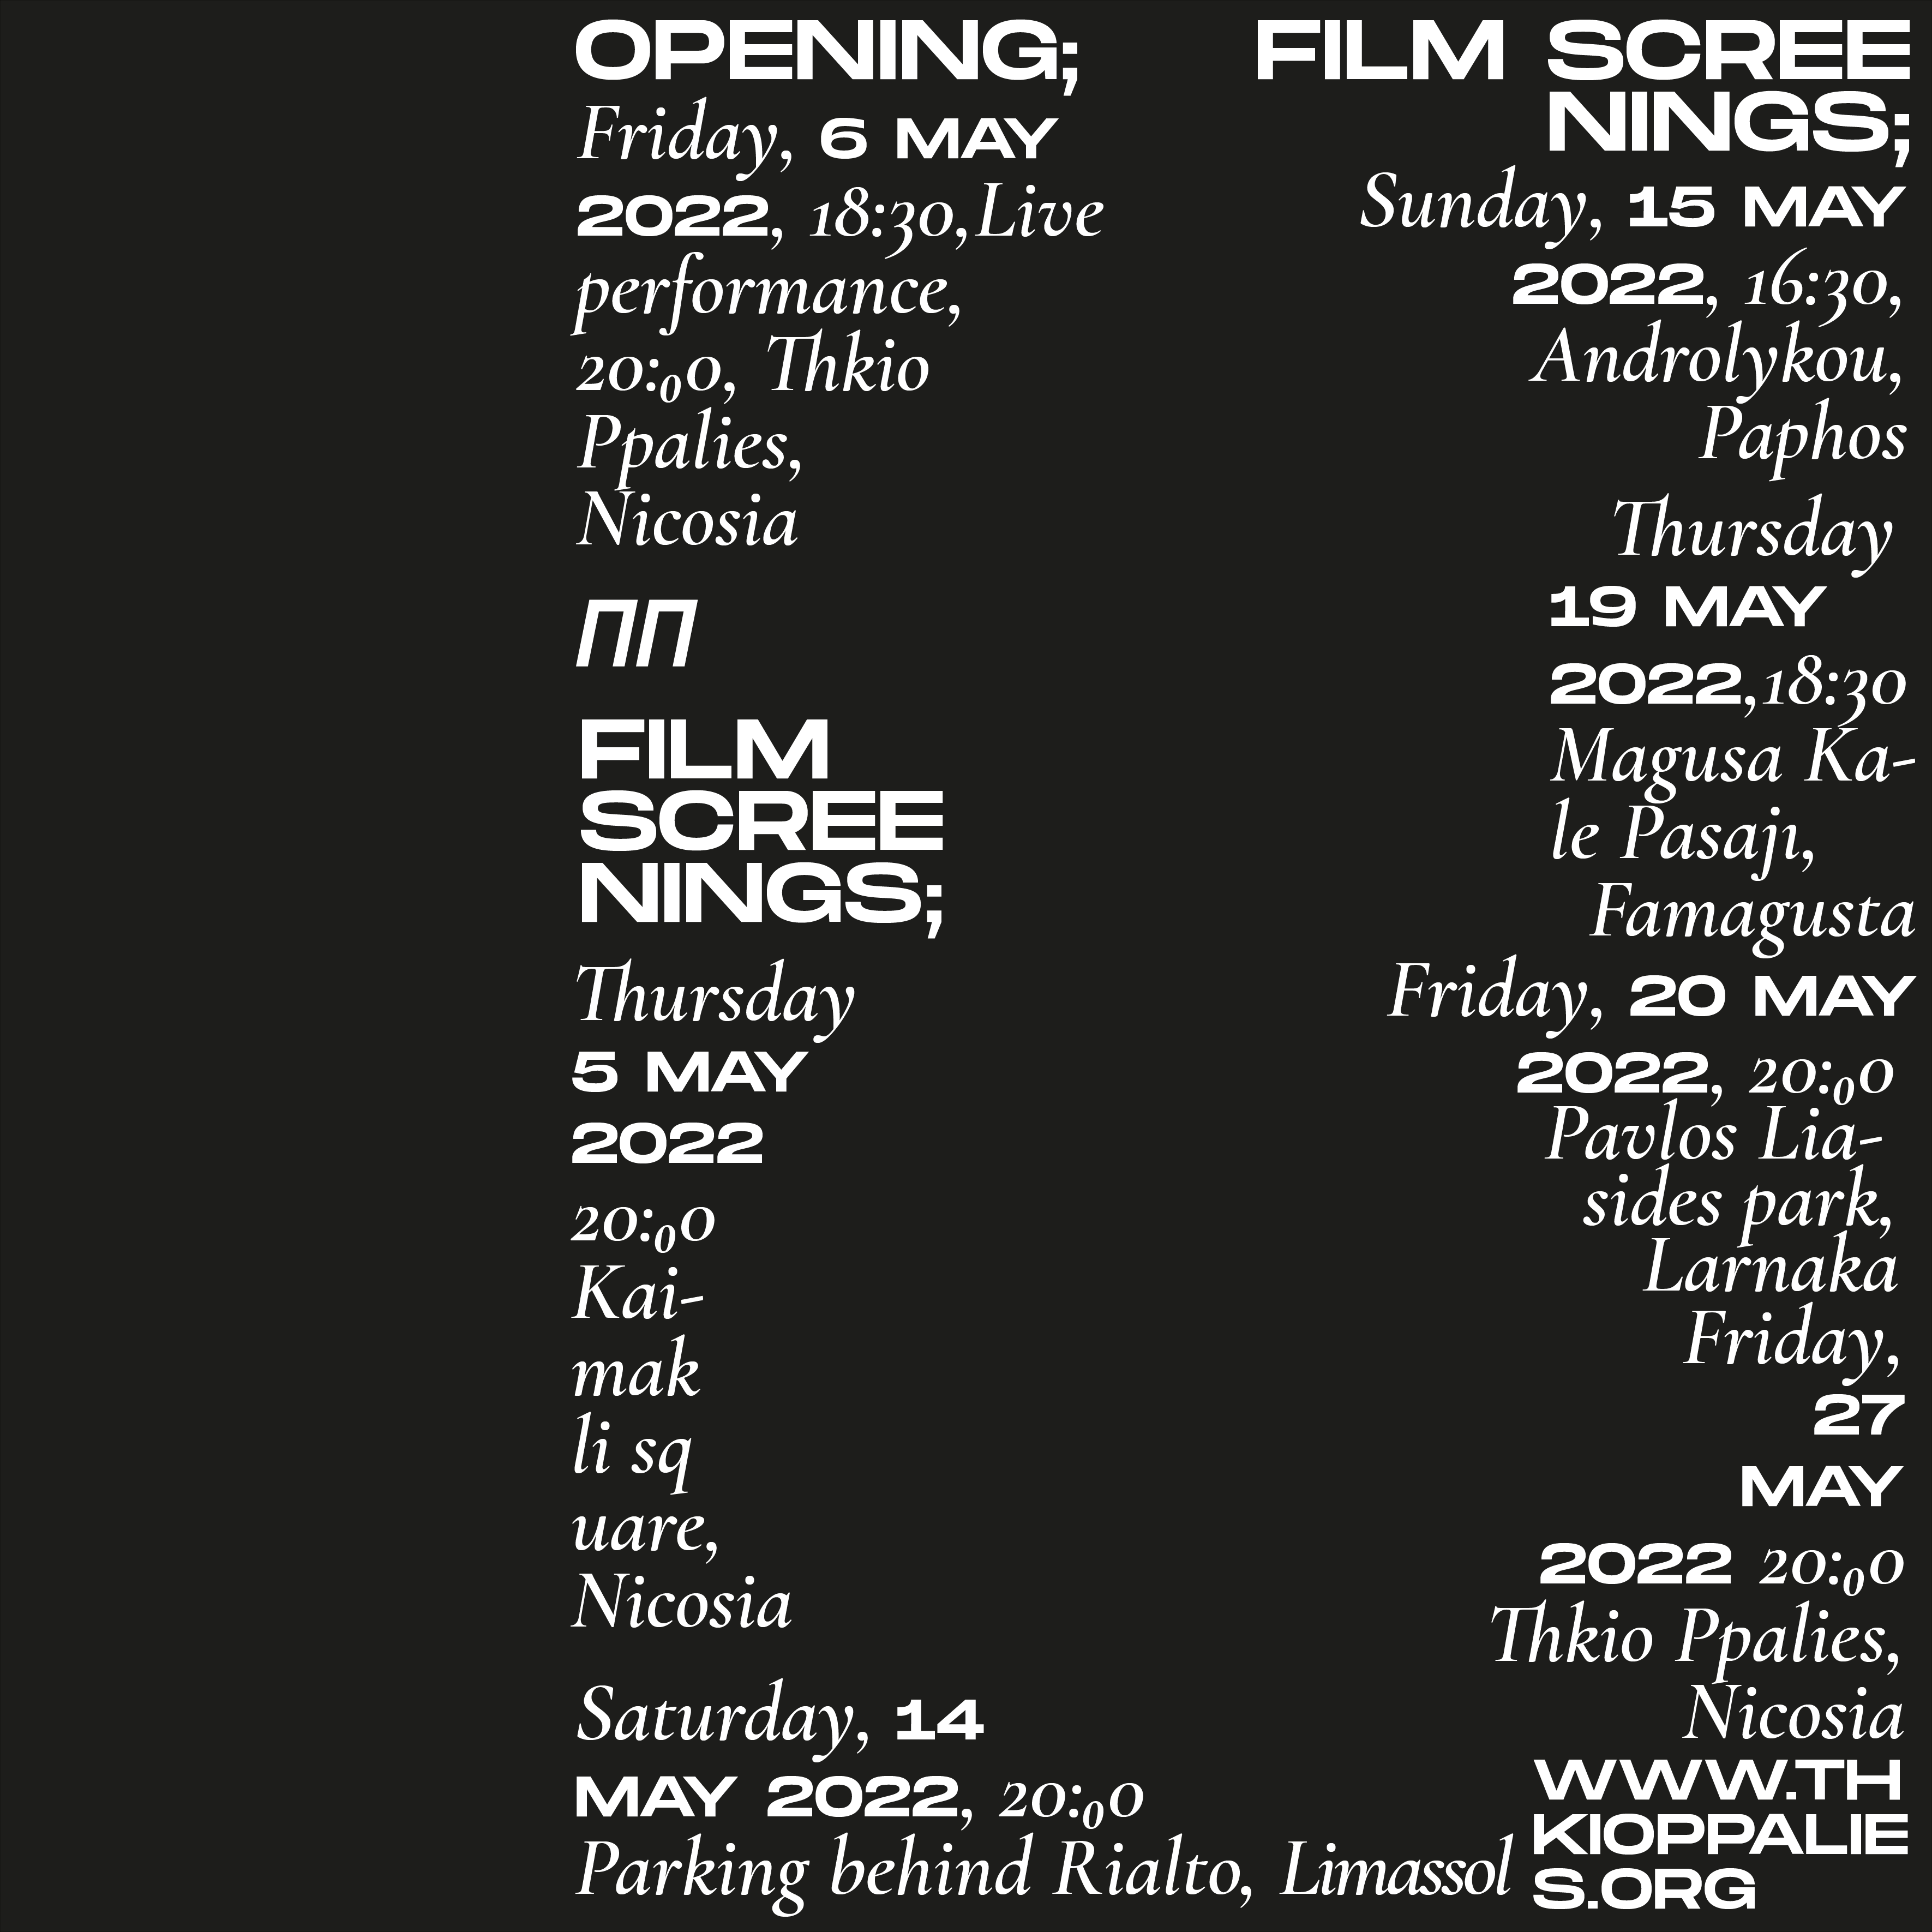 OPENING;
Friday, 6 MAY
2022, 18:30,Live
performance,
20:00, Thkio
Ppalies,
Nicosia
ΠΠ
FILM
SCREE
NINGS;
Thursday
5 MAY
2022
20:00
Kai-
mak
li sq
uare,
Nicosia
Saturday, 14
MAY 2022, 20:00
Parking behind Rialto, Limassol
FILM SCREE
NINGS;
Sunday, 15 MAY
2022, 16:30,
Androlykou,
Paphos
Thursday
19 MAY
2022,18:30
Magusa Ka-
le Pasaji,
Famagusta
Friday, 20 MAY
2022, 20:00
Pavlos Lia-
sides park,
Larnaka
Friday,
27
MAY
2022 20:00
Thkio Ppalies,
Nicosia
WWW.TH
KIOPPALIE
S.ORG